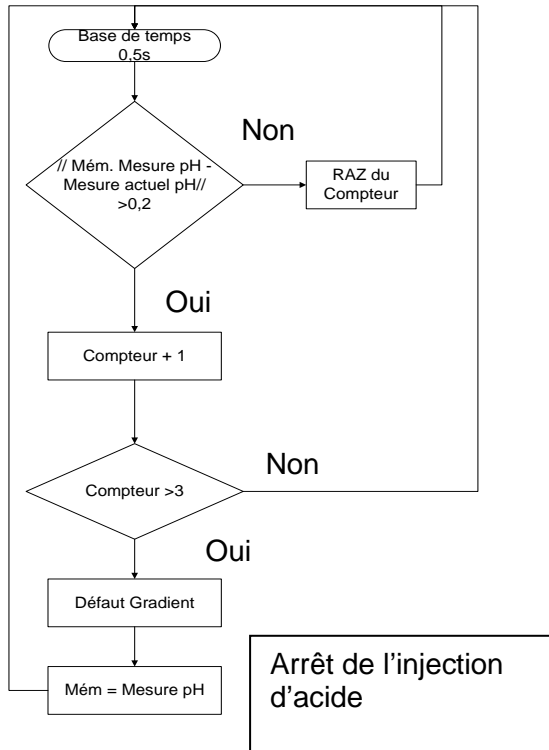 Base de temps
0,5s
// Mém. Mesure pH -
Mesure actuel pH//
>0,2
Non
RAZ du
Compteur
Oui
Compteur + 1
Compteur >3
Non
Oui
Défaut Gradient
Mém = Mesure pH
Arrêt de l’injection
d’acide